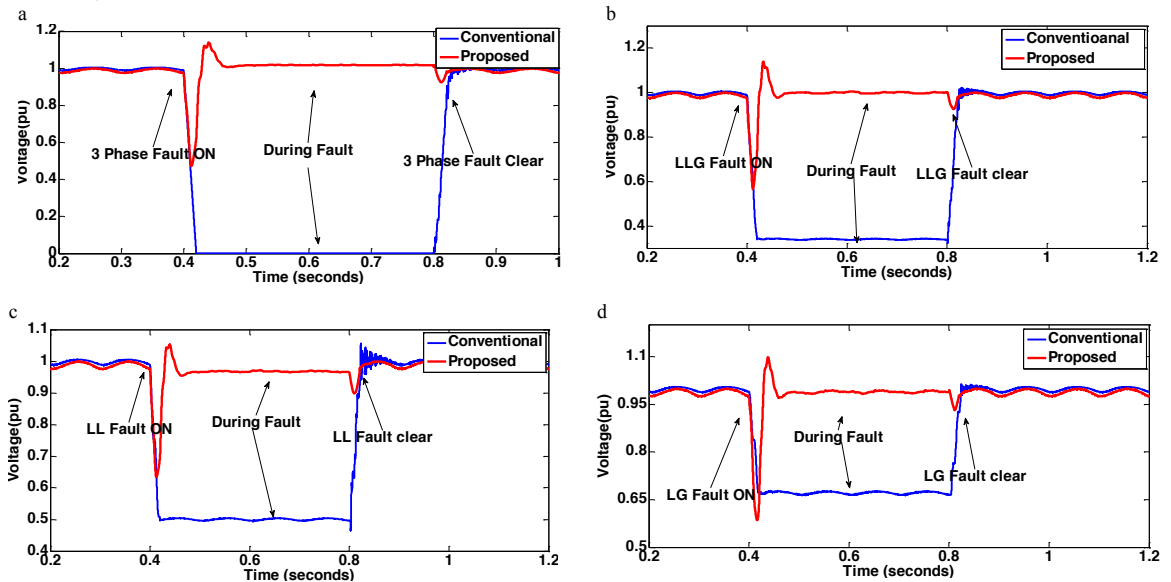 a
Conventional
Proposed
1.2
1
0.8
0.6
0.4
0.2
0
voltage(pu)
3 Phase Fault ON
During Fault
3 Phase Fault Clear
0.2
0.3
0.4
0.5
0.6
0.7
0.8
0.9
1
Time (seconds)
b
Conventioanal
Proposed
1.2
1
0.8
0.6
0.4
Voltage(pu)
LLG Fault ON
During Fault
LLG Fault clear
0.2
0.4
0.6
0.8
1
1.2
Time (seconds)
c
Conventional
Proposed
1.1
1
0.9
0.8
0.7
0.6
0.5
0.4
Voltage(pu)
LL Fault ON
During Fault
LL Fault clear
0.2
0.4
0.6
0.8
1
1.2
Time (seconds)
d
Conventional
Proposed
1.1
0.95
0.8
0.65
0.5
Voltage(pu)
LG Fault ON
During Fault
LG Fault clear
0.2
0.4
0.6
0.8
1
1.2
Time (seconds)